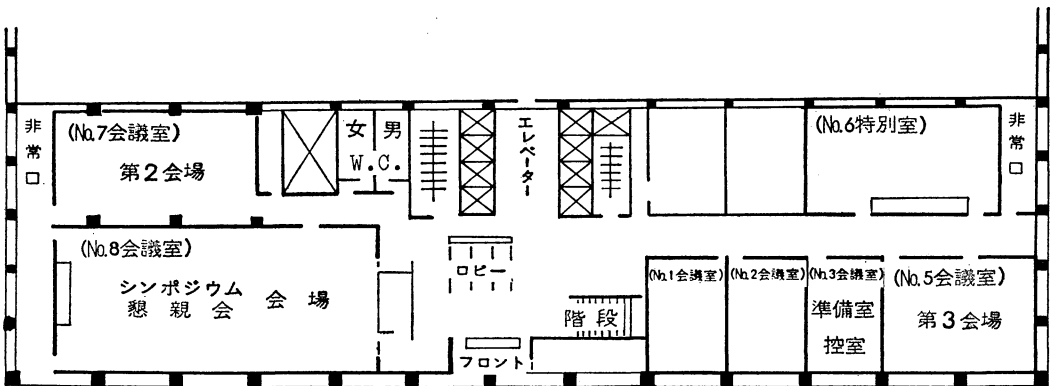 非常口
(No.7会議室)
第2会場
女 男
W.C.
エレベーター
(No.6特別室)
非常口
(No.8会議室)
シンポジウム
懇親会
会場
ロビー
階段
フロント
(No.1会議室)
(No.2会議室)
(No.3会議室)
準備室
控室
(No.5会議室)
第3会場